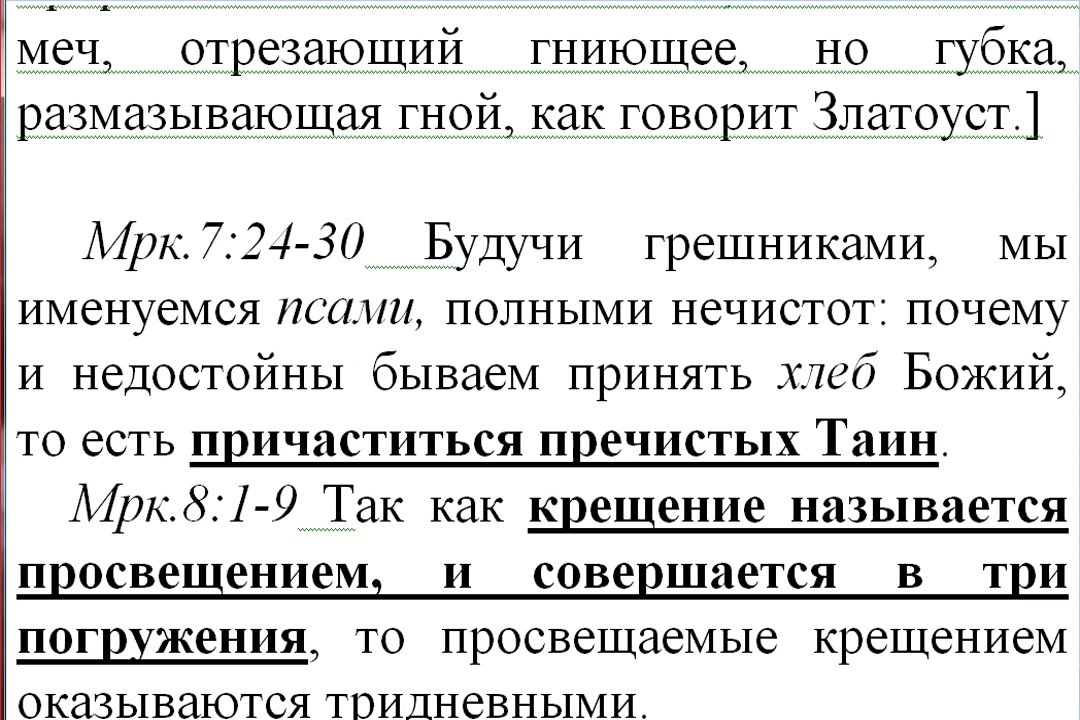 меч, отрезающий гниющее, но губка,
размазывающая гной, как говорит Златоуст.]
Мрк.7:24-30 Будучи грешниками, мы
именуемся псами, полными нечистот: почему
и недостойны бываем принять хлеб Божий,
то есть причаститься пречистых Таин.
Мрк.8:1-9 Так как крещение называется
просвещением, и совершается в три
погружения, то просвещаемые крещением
оказываются тридневными.